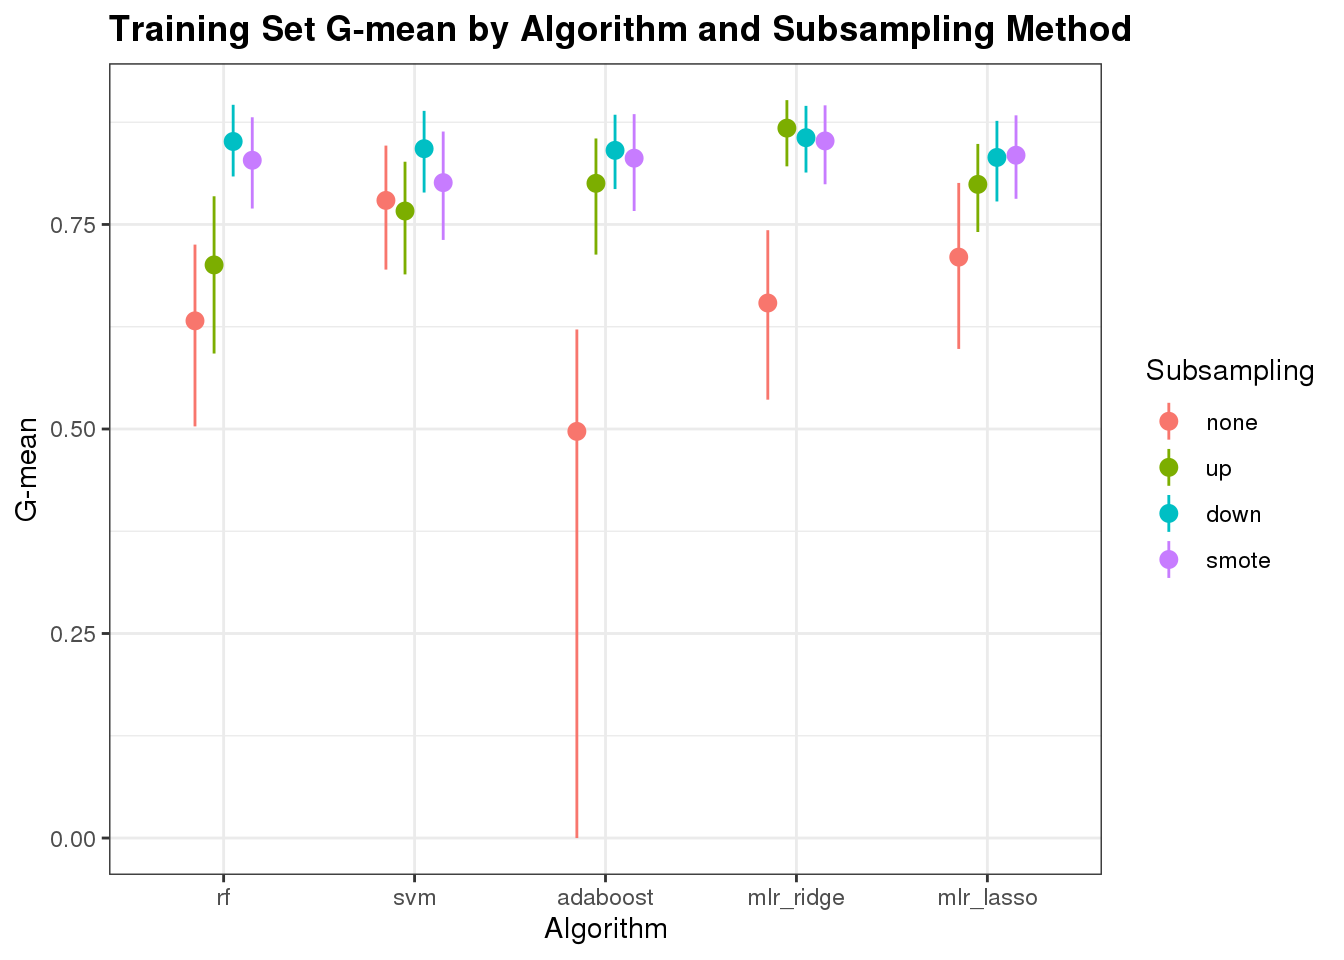 Training Set G-mean by Algorithm and Subsampling Method
G-mean
0.75
0.50
0.25
0.00
rf svm adaboost mlr_ridge mlr_lasso
Algorithm
Subsampling
none
up
down
smote